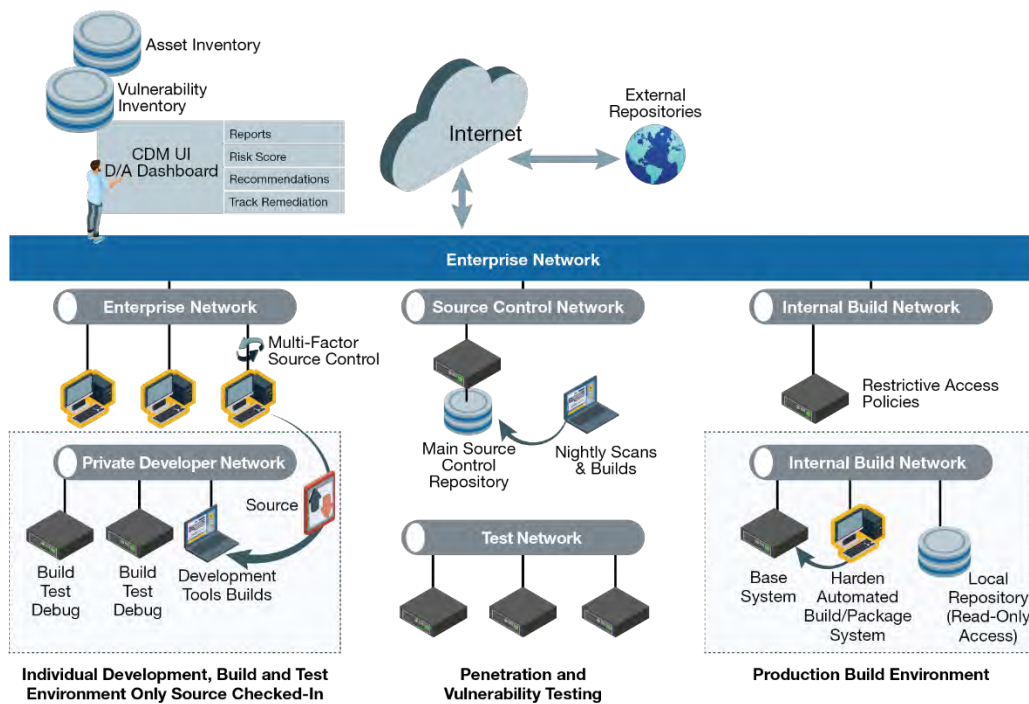 Asset Inventory
Vulnerability
Inventory
CDM UI
D/A Dashboard
Reports
Risk Score
Recommendations
Track Remediation
Internet
External
Repositories
Enterprise Network
Enterprise Network
Multi-Factor
Source Control
Private Developer Network
Source
Build
Test
Debug
Build
Test
Debug
Development
Tools Builds
Individual Development, Build and Test
Environment Only Source Checked-In
Source Control Network
Main Source
Control
Repository
Nightly Scans
& Builds
Test Network
Penetration and
Vulnerability Testing
Internal Build Network
Restrictive Access
Policies
Internal Build Network
Base
System
Harden
Automated
Build/Package
System
Local
Repository
(Read-Only
Access)
Production Build Environment